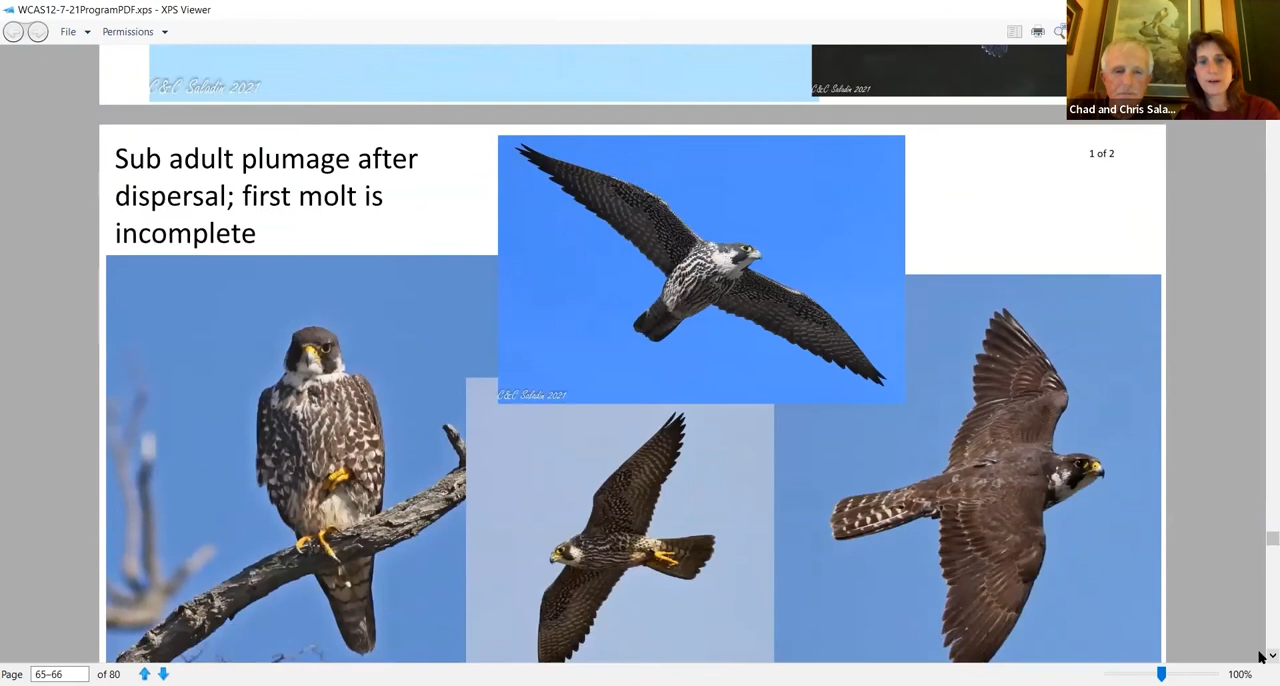 WCAS12-7-21ProgramPDF.xps - XPS Viewer
File Permissions
C&C Saladin 2021
C&C Saladin 2021
Chad and Chris Sala...
Sub adult plumage after
dispersal; first molt is
incomplete
1 of 2
C&C Saladin 2021
Page 65–66 of 80
100%